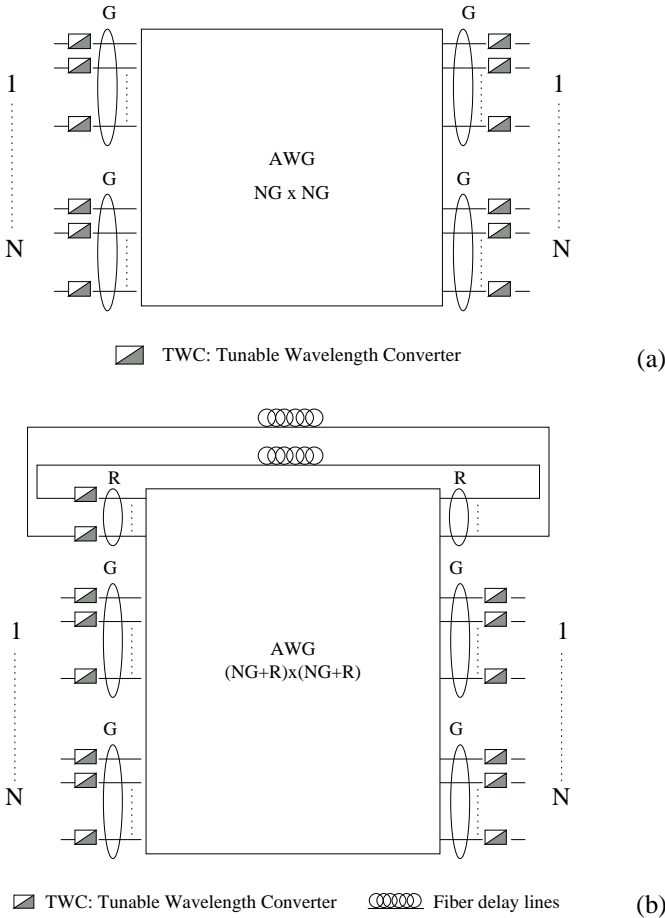 G G
1 1
AWG
NG x NG
G G
N N
TWC: Tunable Wavelength Converter (a)
R R
G G
1 1
AWG
(NG+R)x(NG+R)
G G
N N
TWC: Tunable Wavelength Converter Fiber delay lines (b)